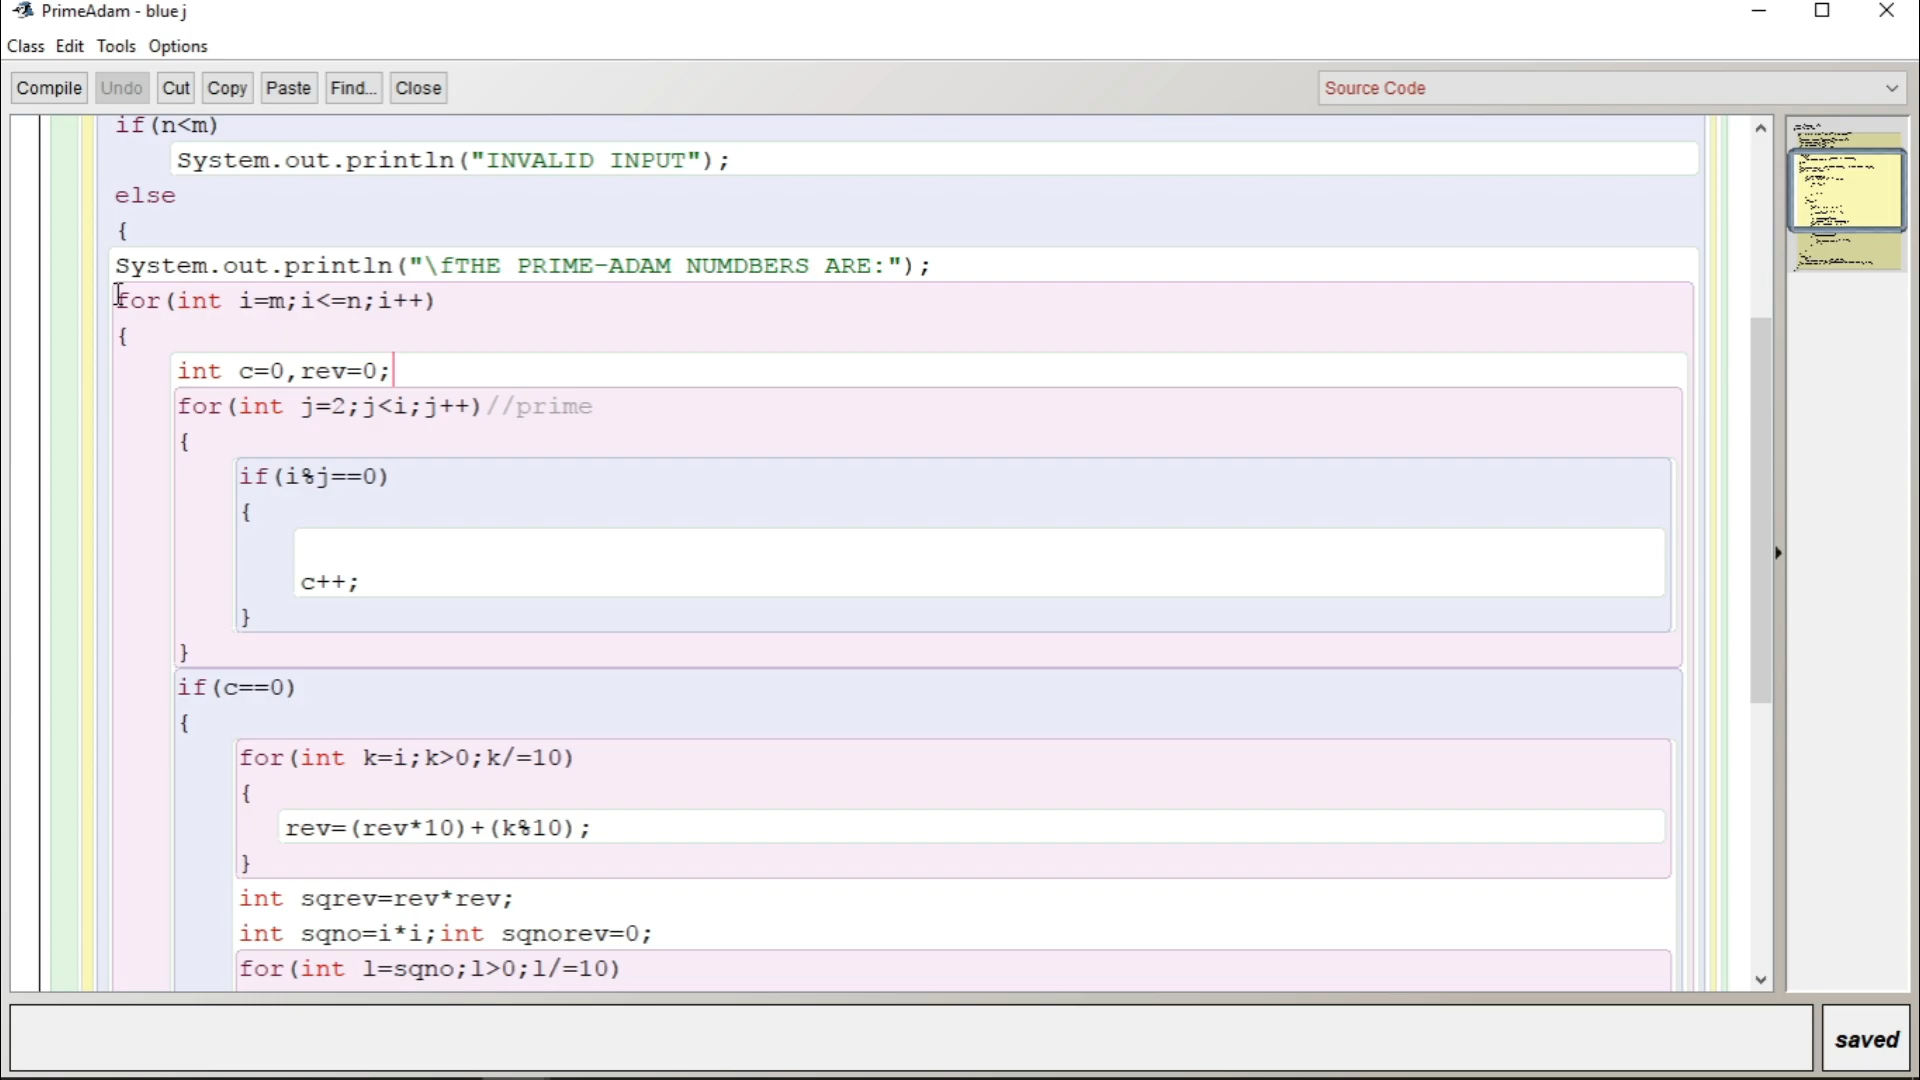 PrimeAdam - blue j
Class Edit Tools Options
Compile Undo Cut Copy Paste Find... Close Source Code
if(n<m)
System.out.println("INVALID INPUT");
else
{
System.out.println("\fTHE PRIME-ADAM NUMDBERS ARE:");
for(int i=m;i<=n;i++)
{
int c=0,rev=0;
for(int j=2;j<i;j++)//prime
{
if(i%j==0)
{
c++;
}
}
if(c==0)
{
for(int k=i;k>0;k/=10)
{
rev=(rev*10)+(k%10);
}
int sqrev=rev*rev;
int sqno=i*i;int sqnorev=0;
for(int l=sqno;l>0;l/=10)
saved